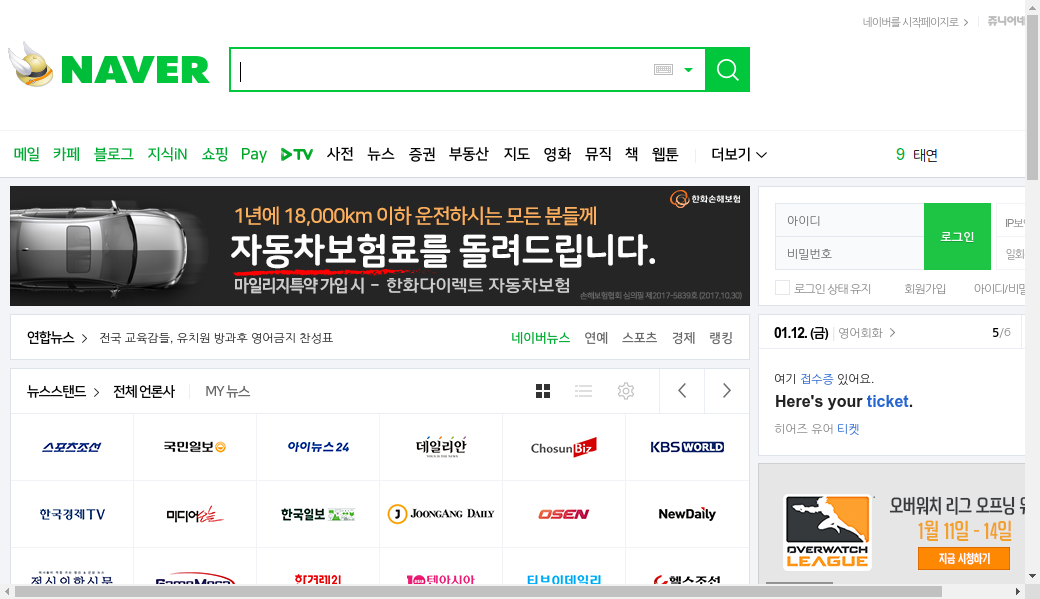 네이버를 시작페이지로
쥬니어네
NAVER
메일 카페 블로그 지식iN 쇼핑 Pay TV 사전 뉴스 증권 부동산 지도 영화 뮤직 책 웹툰 더보기
9 태연
한화손해보험
1년에 18,000km 이하 운전하시는 모든 분들께
자동차보험료를 돌려드립니다.
마일리지특약 가입 시 - 한화다이렉트 자동차보험
손해보험협회 심의필 제2017-5839호 (2017.10.30)
아이디
비밀번호
로그인
IP보안
로그인 상태 유지 회원가입 아이디/비밀
연합뉴스 전국 교육감들, 유치원 방과후 영어금지 찬성표
네이버뉴스 연예 스포츠 경제 랭킹
01.12. (금) 영어회화 5/6
여기 접수증 있어요.
Here's your ticket.
히어즈 유어 티켓
뉴스스탠드 전체 언론사 MY 뉴스
스포츠조선 국민일보 아이뉴스24 데일리안 ChosunBiz KBS WORLD
한국경제TV 미디어오늘 한국일보 JOONGANG DAILY OSEN NewDaily
정신의학신문 GameMeca 한겨레21 10텐아시아 티브이데일리 헬스조선
OVERWATCH
LEAGUE
오버워치 리그 오프닝
1월 11일 - 14일
지금 신청하기